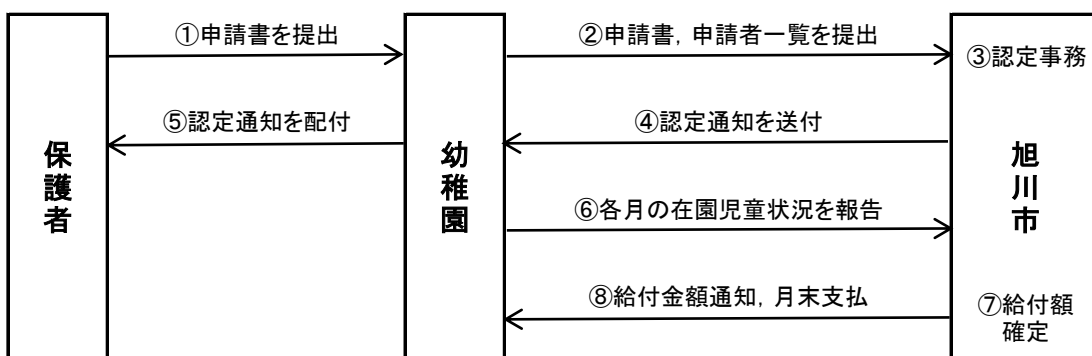 ①申請書を提出
②申請書，申請者一覧を提出
③認定事務
⑤認定通知を配付
④認定通知を送付
保護者
幼稚園
旭川市
⑥各月の在園児童状況を報告
⑧給付金額通知，月末支払
⑦給付額
確定